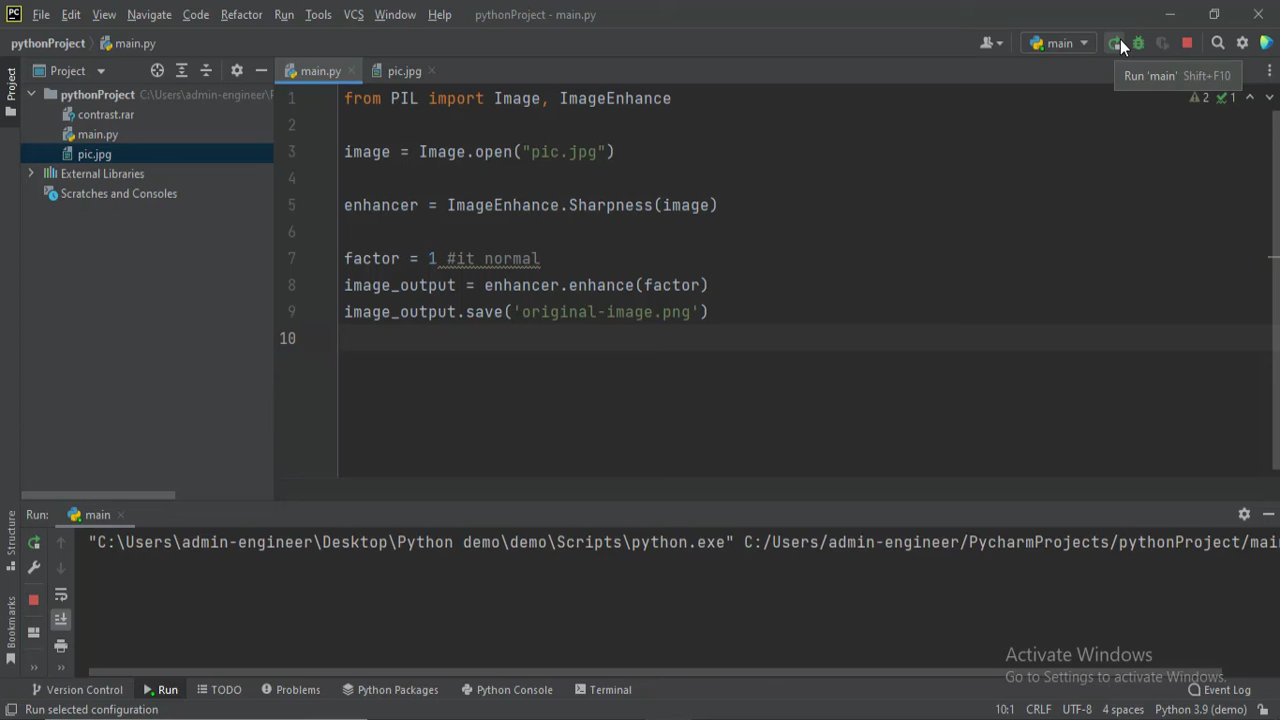 PC File Edit View Navigate Code Refactor Run Tools VCS Window Help pythonProject - main.py
pythonProject main.py main
Project main.py pic.jpg
Run 'main' Shift+F10
Project
pythonProject C:\Users\admin-engineer\P
contrast.rar
main.py
pic.jpg
External Libraries
Scratches and Consoles
2 1
1 from PIL import Image, ImageEnhance
2
3 image = Image.open("pic.jpg")
4
5 enhancer = ImageEnhance.Sharpness(image)
6
7 factor = 1 #it normal
8 image_output = enhancer.enhance(factor)
9 image_output.save('original-image.png')
10
Run: main
Structure
Bookmarks
"C:\Users\admin-engineer\Desktop\Python demo\demo\Scripts\python.exe" C:/Users/admin-engineer/PycharmProjects/pythonProject/mai
Activate Windows
Go to Settings to activate Windows.
Version Control Run TODO Problems Python Packages Python Console Terminal Event Log
Run selected configuration 10:1 CRLF UTF-8 4 spaces Python 3.9 (demo)